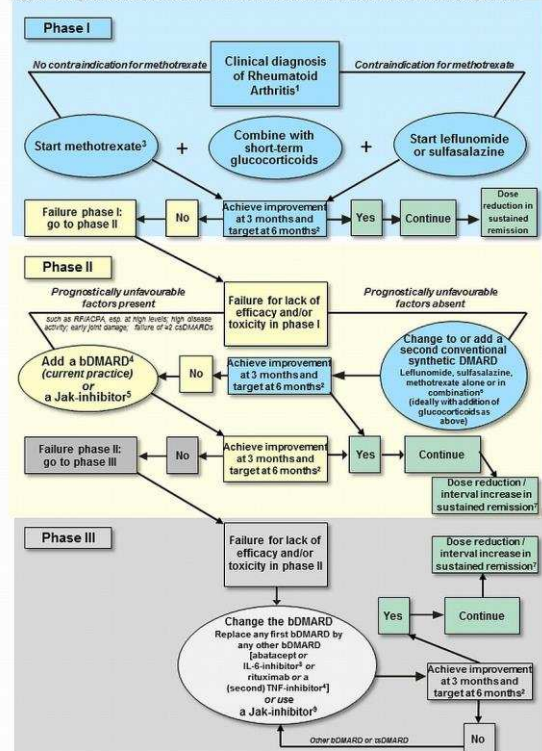 Phase I
No contraindication for methotrexate
Clinical diagnosis
of Rheumatoid
Arthritis¹
Contraindication for methotrexate
Start methotrexate³
+
Combine with
short-term
glucocorticoids
+
Start leflunomide
or sulfasalazine
Failure phase I:
go to phase II
No
Achieve improvement
at 3 months and
target at 6 months²
Yes
Continue
Dose
reduction in
sustained
remission
Phase II
Prognostically unfavourable
factors present
such as RF/ACPA, esp. at high levels; high disease
activity; early joint damage; failure of ≥2 csDMARDs
Failure for lack of
efficacy and/or
toxicity in phase I
Prognostically unfavourable
factors absent
Add a bDMARD⁴
(current practice)
or
a Jak-inhibitor⁵
No
Achieve improvement
at 3 months and
target at 6 months²
Change to or add a
second conventional
synthetic DMARD
Leflunomide, sulfasalazine,
methotrexate alone or in
combination⁶
(ideally with addition of
glucocorticoids as
above)
Failure phase II:
go to phase III
No
Achieve improvement
at 3 months and
target at 6 months²
Yes
Continue
Dose reduction /
interval increase in
sustained remission⁷
Phase III
Failure for lack of
efficacy and/or
toxicity in phase II
Dose reduction /
interval increase in
sustained remission⁷
Change the bDMARD
Replace any first bDMARD by
any other bDMARD
[abatacept or
IL-6-inhibitor⁸ or
rituximab or a
(second) TNF-inhibitor⁴]
or use
a Jak-inhibitor⁹
Yes
Continue
Achieve improvement
at 3 months and
target at 6 months²
Other bDMARD or tsDMARD
No